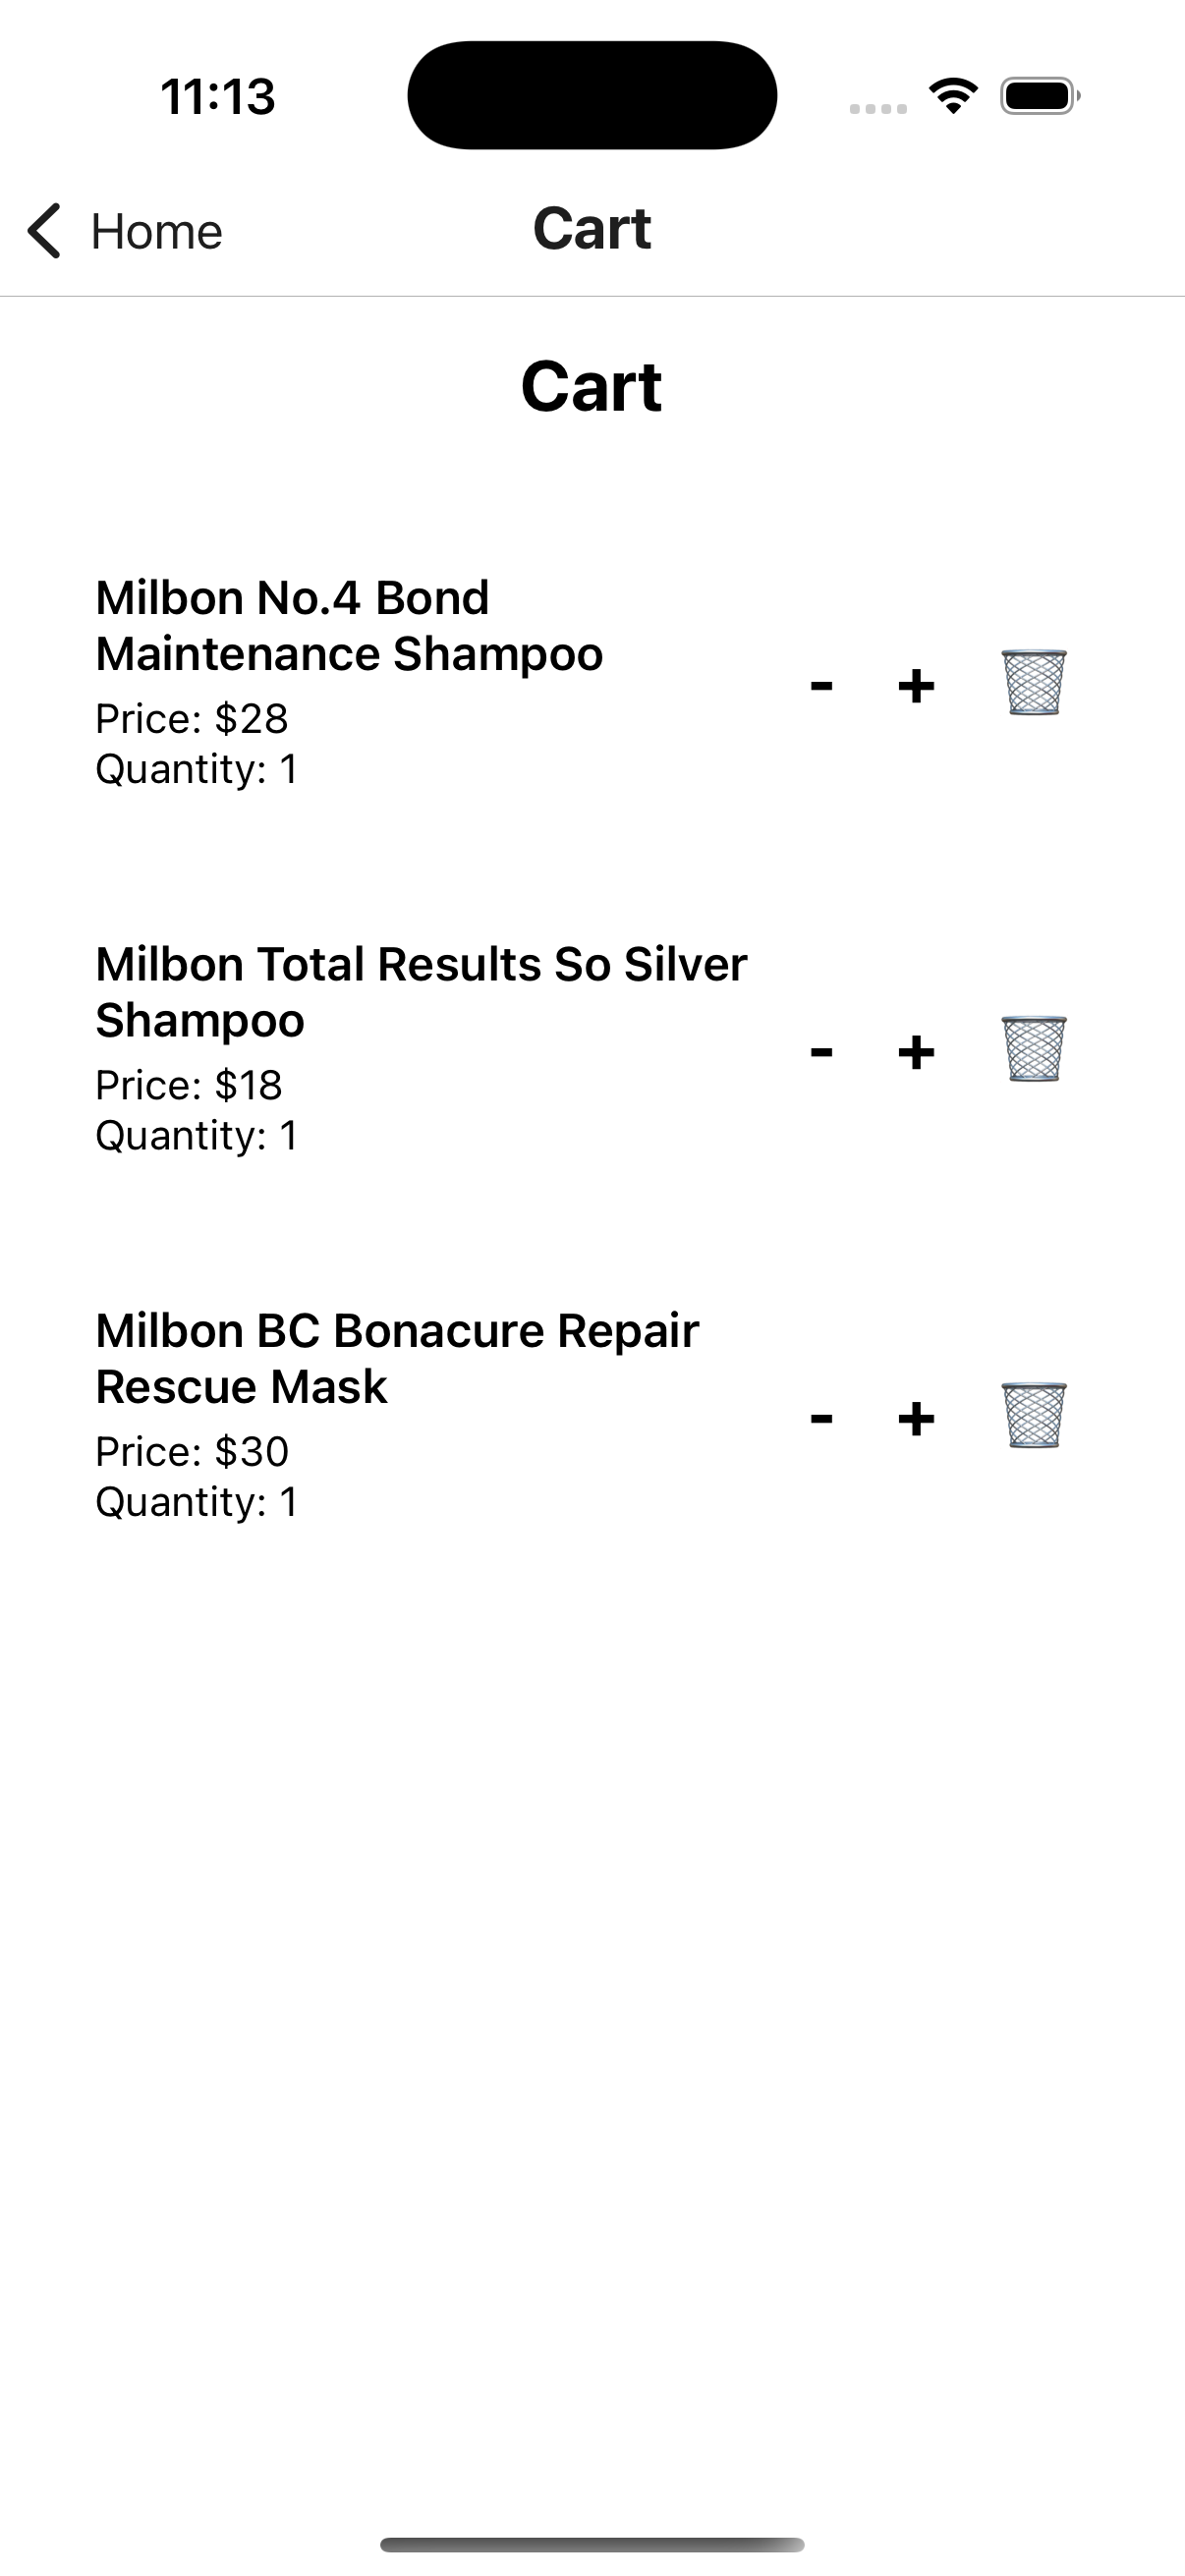 11:13
Home
Cart
Cart
Milbon No.4 Bond
Maintenance Shampoo
Price: $28
Quantity: 1
- +
Milbon Total Results So Silver
Shampoo
Price: $18
Quantity: 1
- +
Milbon BC Bonacure Repair
Rescue Mask
Price: $30
Quantity: 1
- +